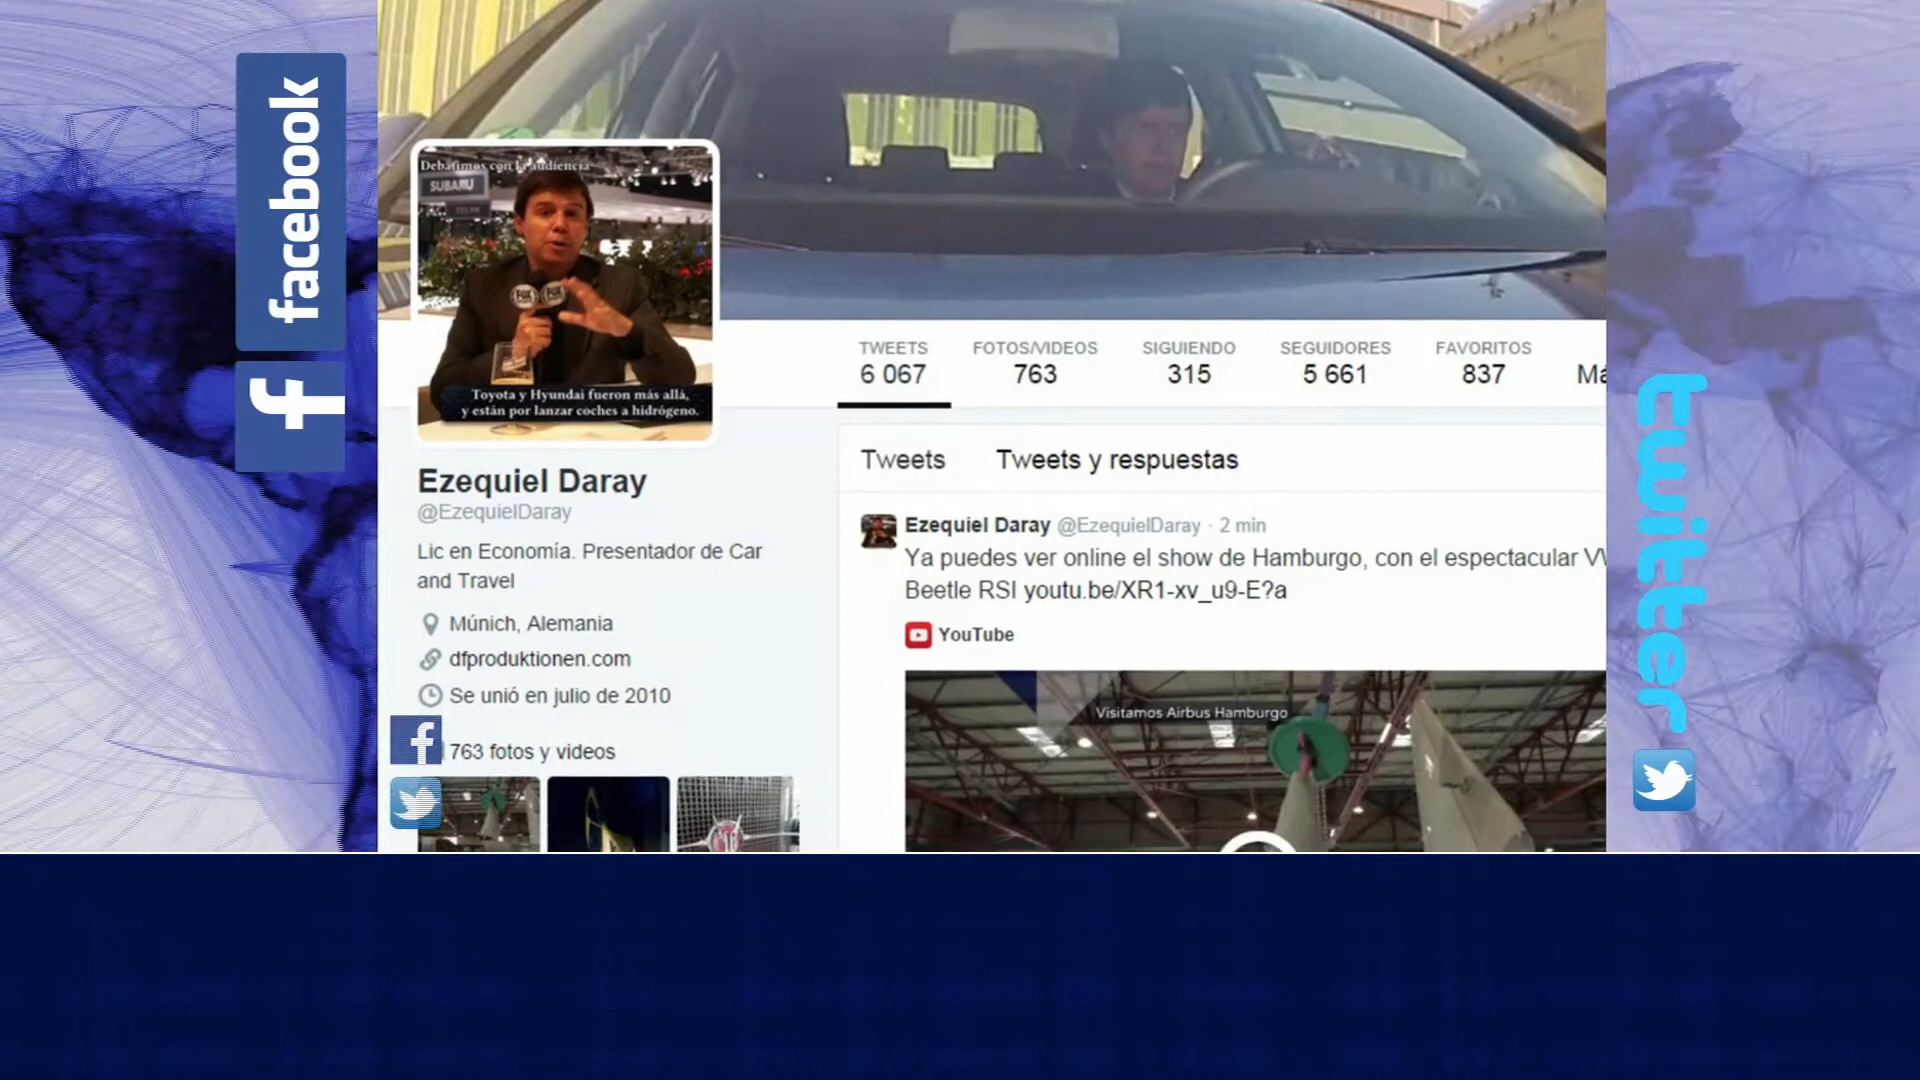 facebook
f
Debatimos con la audiencia
SUBARU
FOX FOX
Toyota y Hyundai fueron más allá,
y están por lanzar coches a hidrógeno.
TWEETS FOTOS/VIDEOS SIGUIENDO SEGUIDORES FAVORITOS
6 067 763 315 5 661 837 Má
Ezequiel Daray
@EzequielDaray
Lic en Economía. Presentador de Car
and Travel
Múnich, Alemania
dfproduktionen.com
Se unió en julio de 2010
f
763 fotos y videos
Tweets Tweets y respuestas
Ezequiel Daray @EzequielDaray · 2 min
Ya puedes ver online el show de Hamburgo, con el espectacular VW
Beetle RSI youtu.be/XR1-xv_u9-E?a
YouTube
Visitamos Airbus Hamburgo
twitter